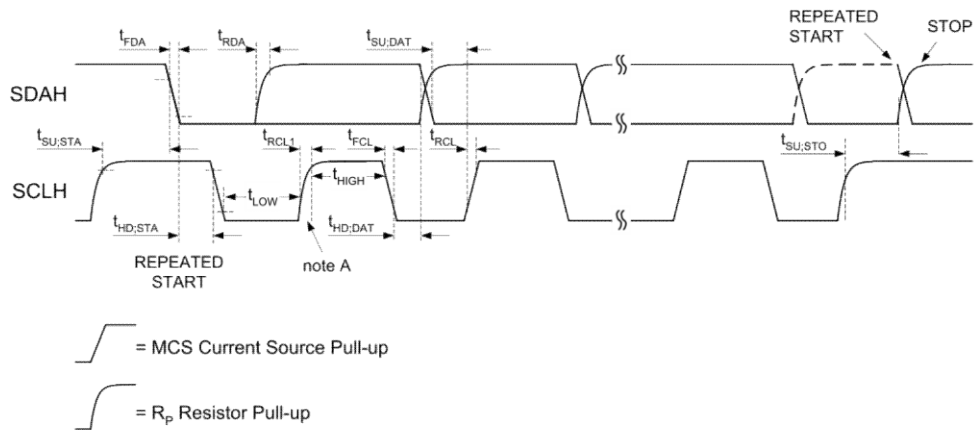 REPEATED
START
STOP
tFDA
tRDA
tSU;DAT
SDAH
tSU;STA
tRCL1
tFCL
tRCL
tSU;STO
SCLH
tHIGH
tLOW
tHD;STA
tHD;DAT
REPEATED
START
note A
= MCS Current Source Pull-up
= RP Resistor Pull-up